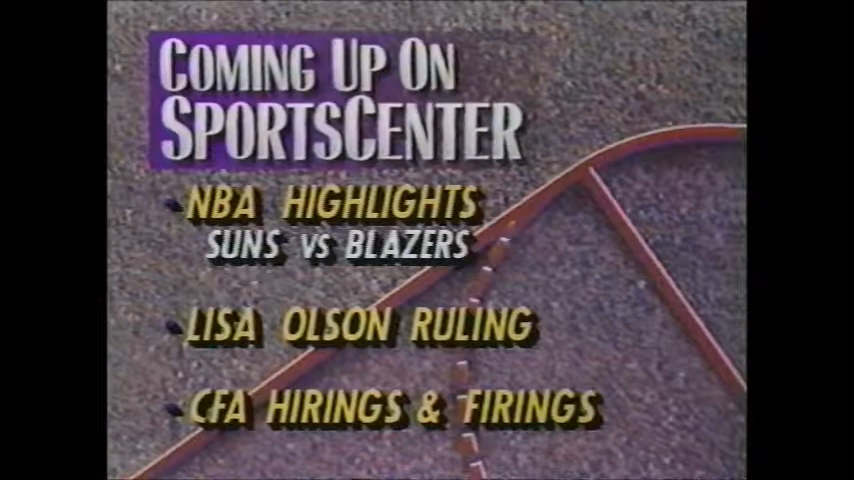 COMING UP ON
SPORTSCENTER
NBA HIGHLIGHTS
SUNS VS BLAZERS
LISA OLSON RULING
CFA HIRINGS & FIRINGS